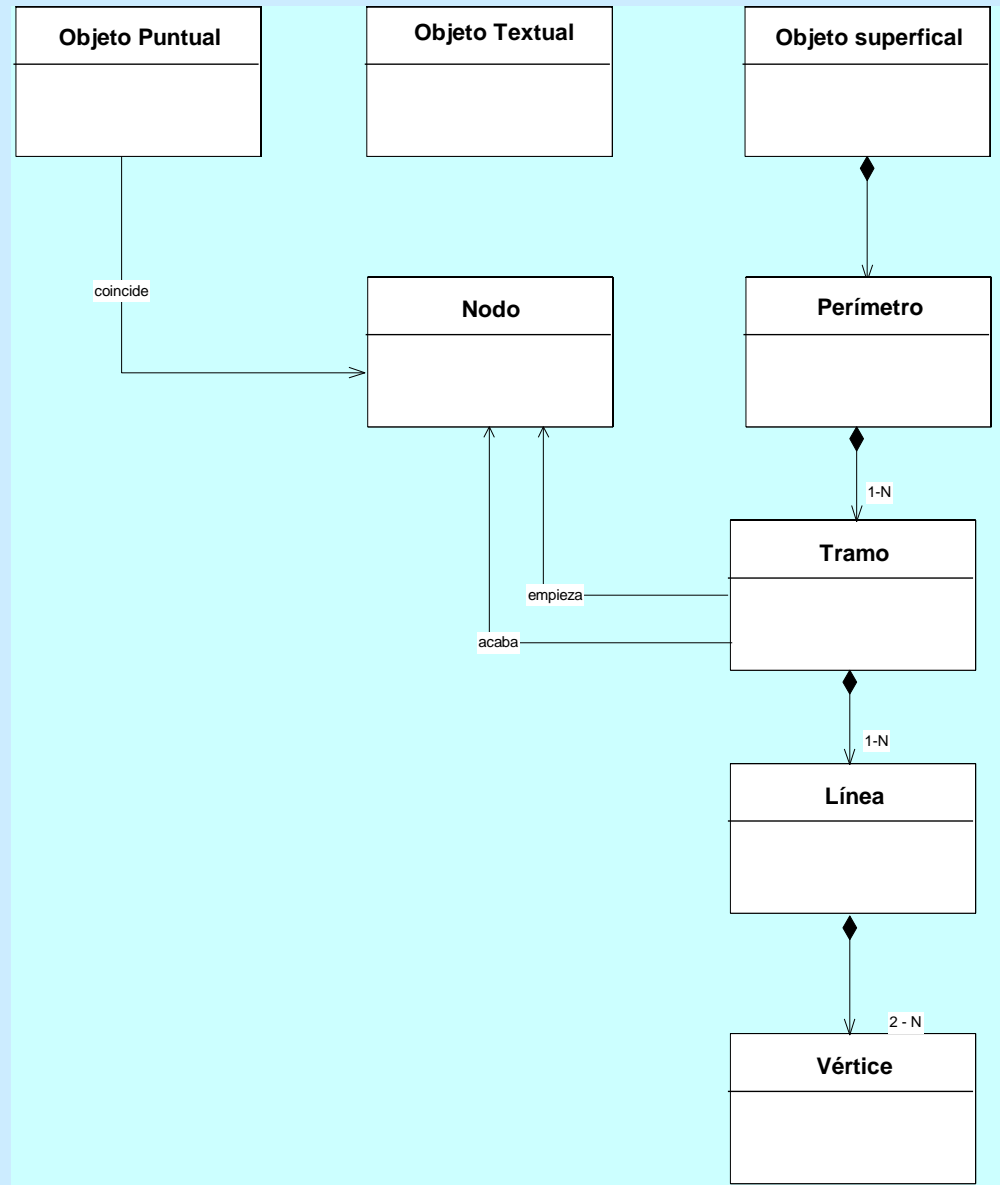 Objeto Puntual
Objeto Textual
Objeto superfical
coincide
Nodo
Perímetro
1-N
Tramo
empieza
acaba
1-N
Línea
2 - N
Vértice